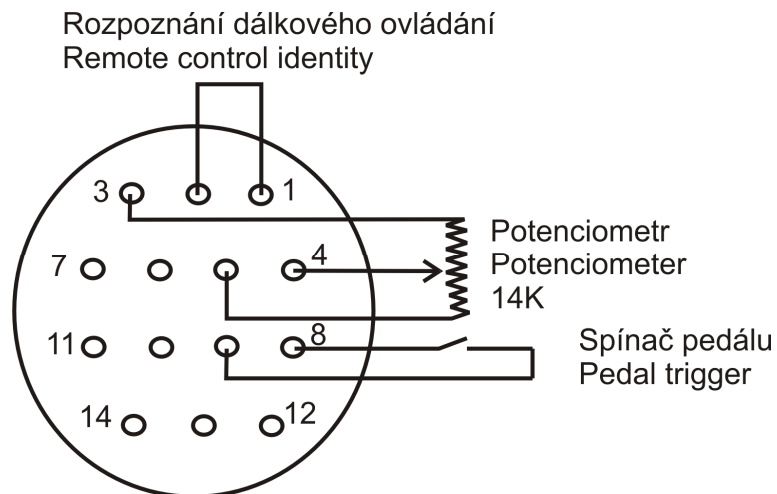 Rozpoznání dálkového ovládání
Remote control identity
3
1
7
4
Potenciometr
Potenciometer
14K
11
8
Spínač pedálu
Pedal trigger
14
12